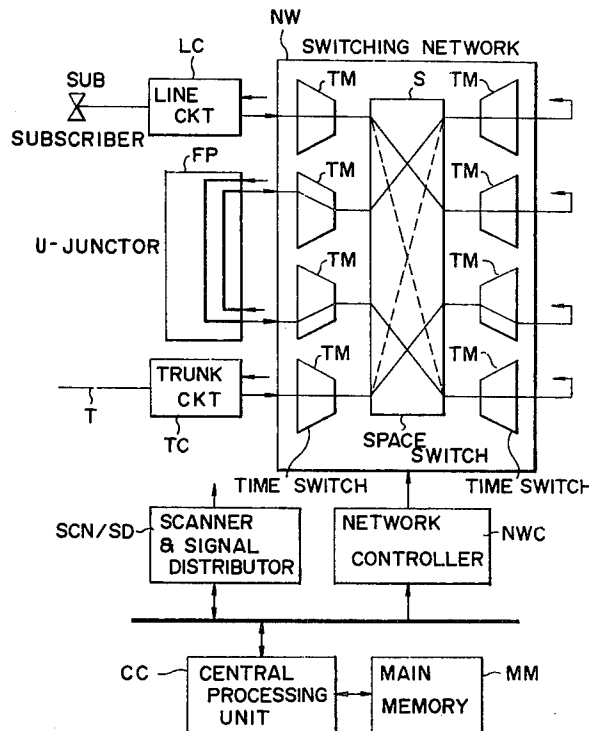 NW
LC
SWITCHING NETWORK
SUB
TM
S
TM
LINE
CKT
SUBSCRIBER
FP
TM
TM
U-JUNCTOR
TM
TM
TRUNK
CKT
TM
TM
T
TC
SPACE
SWITCH
TIME SWITCH
TIME SWITCH
SCN/SD
SCANNER
& SIGNAL
DISTRIBUTOR
NETWORK
CONTROLLER
NWC
CC
CENTRAL
PROCESSING
UNIT
MAIN
MEMORY
MM